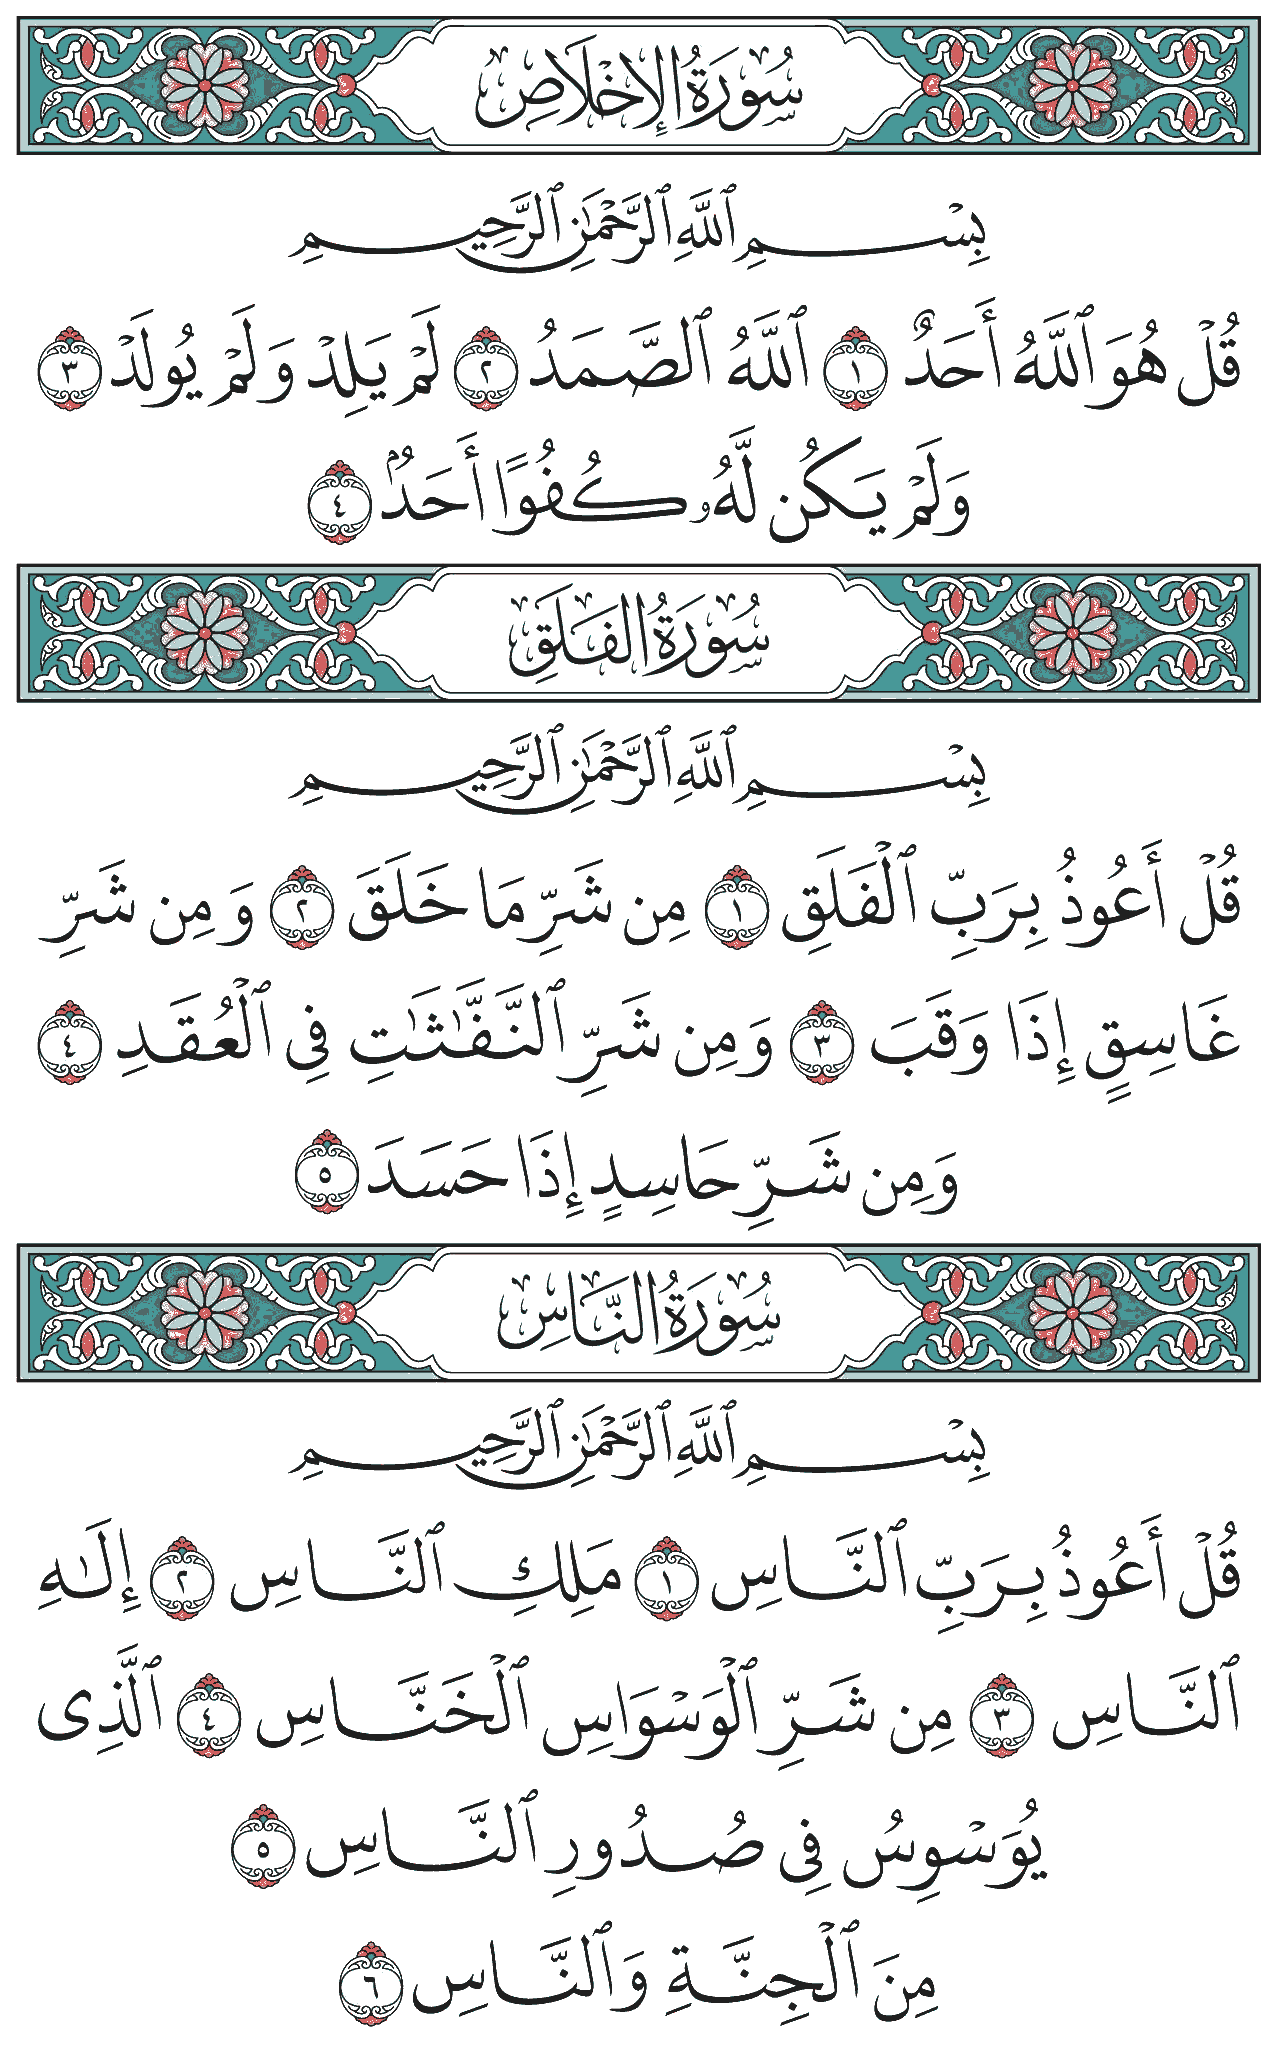 سُورَةُ الإِخْلَاصِ
بِسْمِ ٱللَّهِ ٱلرَّحْمَٰنِ ٱلرَّحِيمِ
قُلْ هُوَ ٱللَّهُ أَحَدٌ ١ ٱللَّهُ ٱلصَّمَدُ ٢ لَمْ يَلِدْ وَلَمْ يُولَدْ ٣
وَلَمْ يَكُن لَّهُۥ كُفُوًا أَحَدٌۢ ٤
سُورَةُ الفَلَقِ
بِسْمِ ٱللَّهِ ٱلرَّحْمَٰنِ ٱلرَّحِيمِ
قُلْ أَعُوذُ بِرَبِّ ٱلْفَلَقِ ١ مِن شَرِّ مَا خَلَقَ ٢ وَمِن شَرِّ
غَاسِقٍ إِذَا وَقَبَ ٣ وَمِن شَرِّ ٱلنَّفَّٰثَٰتِ فِى ٱلْعُقَدِ ٤
وَمِن شَرِّ حَاسِدٍ إِذَا حَسَدَ ٥
سُورَةُ النَّاسِ
بِسْمِ ٱللَّهِ ٱلرَّحْمَٰنِ ٱلرَّحِيمِ
قُلْ أَعُوذُ بِرَبِّ ٱلنَّاسِ ١ مَلِكِ ٱلنَّاسِ ٢ إِلَٰهِ
ٱلنَّاسِ ٣ مِن شَرِّ ٱلْوَسْوَاسِ ٱلْخَنَّاسِ ٤ ٱلَّذِى
يُوَسْوِسُ فِى صُدُورِ ٱلنَّاسِ ٥
مِنَ ٱلْجِنَّةِ وَٱلنَّاسِ ٦